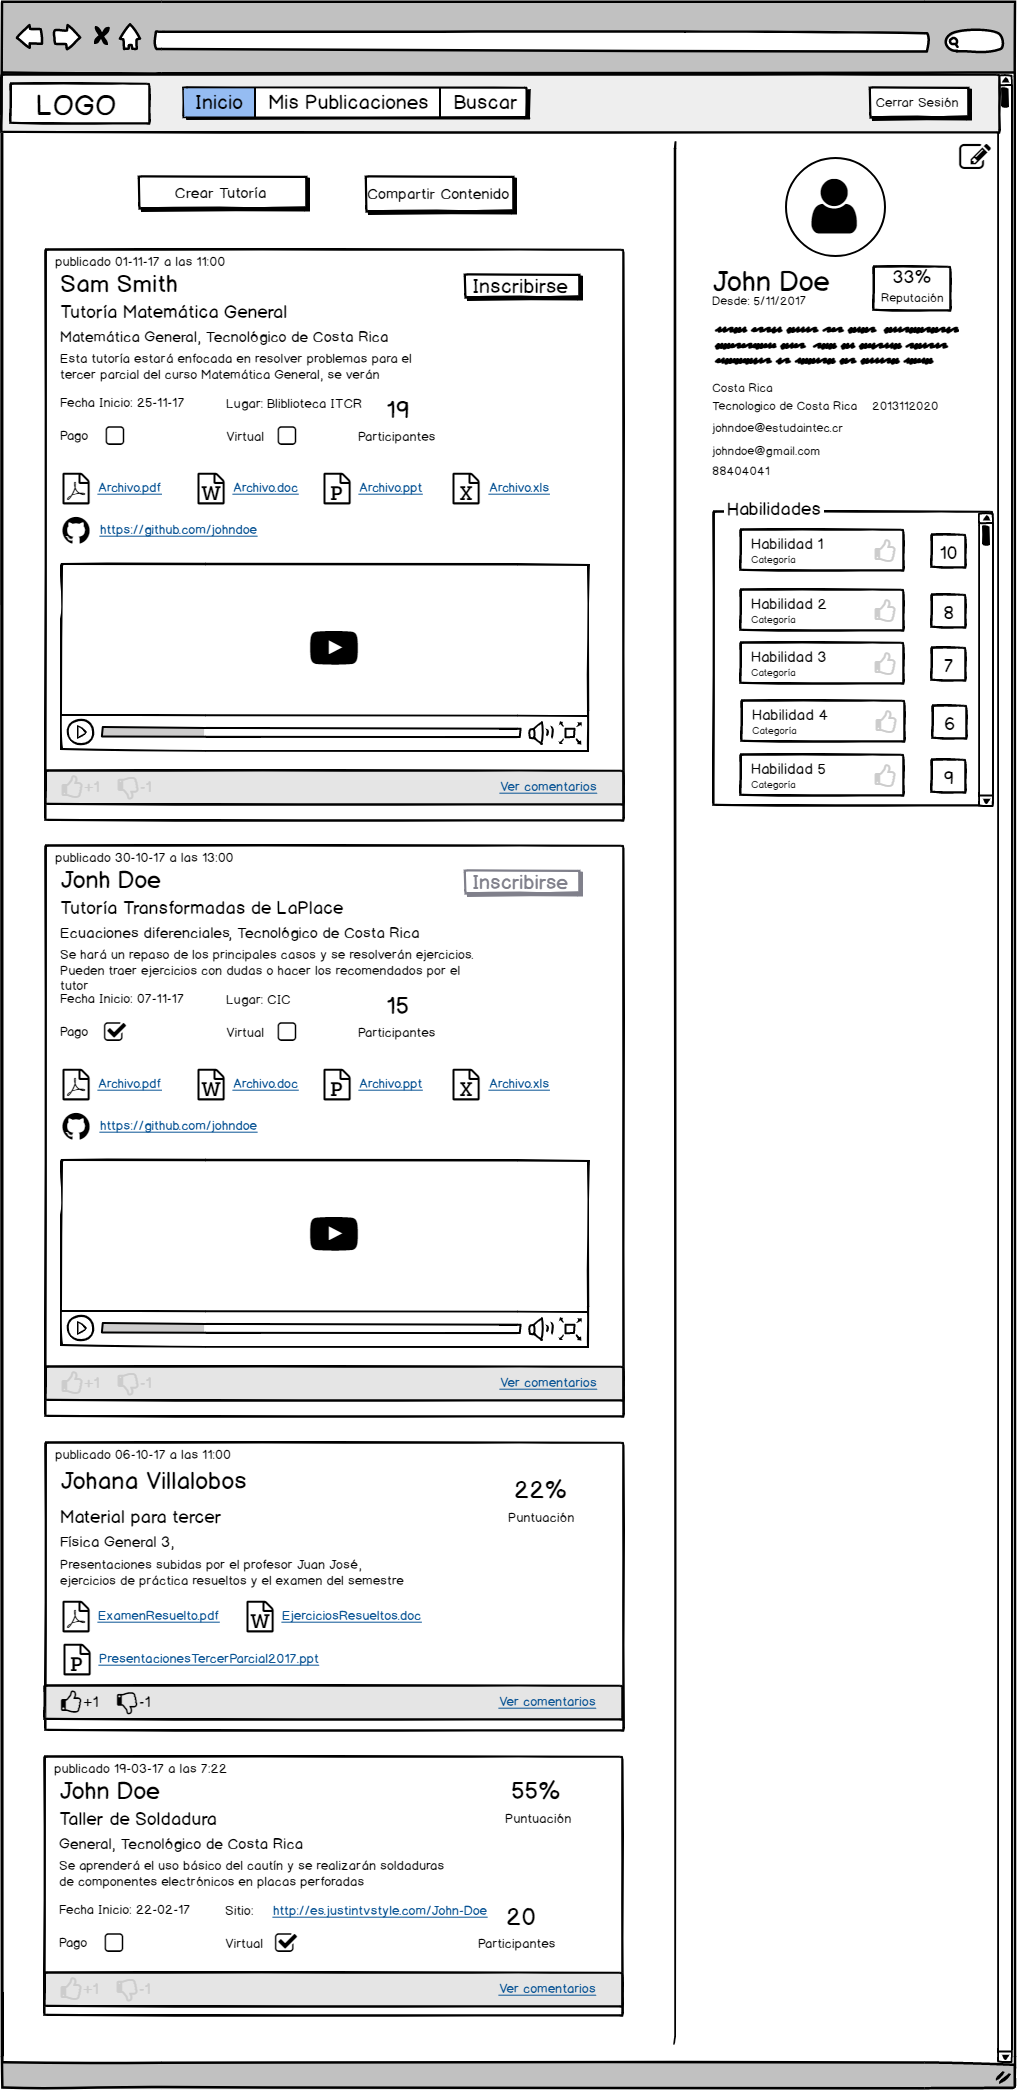 LOGO
Inicio
Mis Publicaciones
Buscar
Cerrar Sesión
Crear Tutoría
Compartir Contenido
publicado 01-11-17 a las 11:00
Sam Smith
Inscribirse
Tutoría Matemática General
Matemática General, Tecnológico de Costa Rica
Esta tutoría estará enfocada en resolver problemas para el
tercer parcial del curso Matemática General, se verán
Fecha Inicio: 25-11-17
Lugar: Bliblioteca ITCR
19
Pago
Virtual
Participantes
Archivo.pdf
Archivo.doc
Archivo.ppt
Archivo.xls
https://github.com/johndoe
+1
-1
Ver comentarios
publicado 30-10-17 a las 13:00
Jonh Doe
Inscribirse
Tutoría Transformadas de LaPlace
Ecuaciones diferenciales, Tecnológico de Costa Rica
Se hará un repaso de los principales casos y se resolverán ejercicios.
Pueden traer ejercicios con dudas o hacer los recomendados por el
tutor
Fecha Inicio: 07-11-17
Lugar: CIC
15
Pago
Virtual
Participantes
Archivo.pdf
Archivo.doc
Archivo.ppt
Archivo.xls
https://github.com/johndoe
+1
-1
Ver comentarios
publicado 06-10-17 a las 11:00
Johana Villalobos
22%
Puntuación
Material para tercer
Física General 3,
Presentaciones subidas por el profesor Juan José,
ejercicios de práctica resueltos y el examen del semestre
ExamenResuelto.pdf
EjerciciosResueltos.doc
PresentacionesTercerParcial2017.ppt
+1
-1
Ver comentarios
publicado 19-03-17 a las 7:22
John Doe
55%
Puntuación
Taller de Soldadura
General, Tecnológico de Costa Rica
Se aprenderá el uso básico del cautín y se realizarán soldaduras
de componentes electrónicos en placas perforadas
Fecha Inicio: 22-02-17
Sitio:
http://es.justintvstyle.com/John-Doe
20
Pago
Virtual
Participantes
+1
-1
Ver comentarios
John Doe
Desde: 5/11/2017
33%
Reputación
Costa Rica
Tecnologico de Costa Rica
2013112020
johndoe@estudaintec.cr
johndoe@gmail.com
88404041
Habilidades
Habilidad 1
Categoría
10
Habilidad 2
Categoría
8
Habilidad 3
Categoría
7
Habilidad 4
Categoría
6
Habilidad 5
Categoría
9